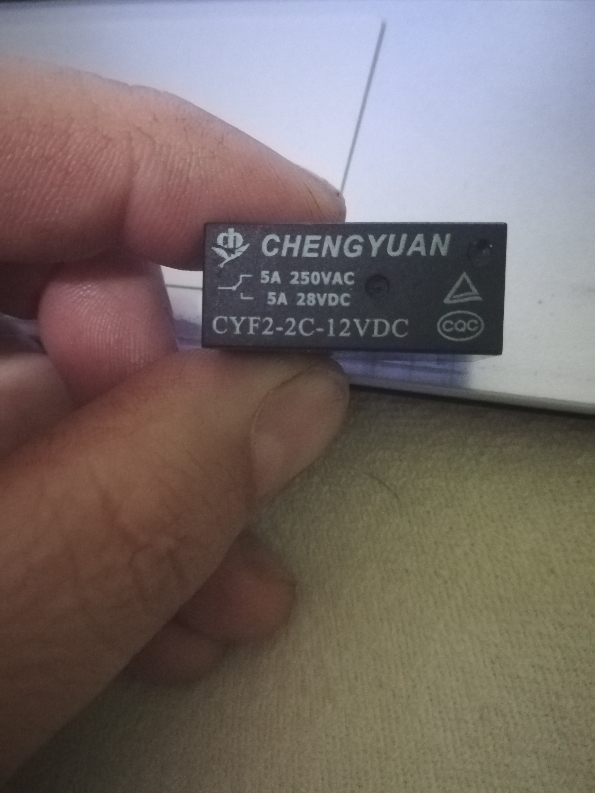 CHENGYUAN
5A 250VAC
5A 28VDC
CYF2-2C-12VDC
CQC